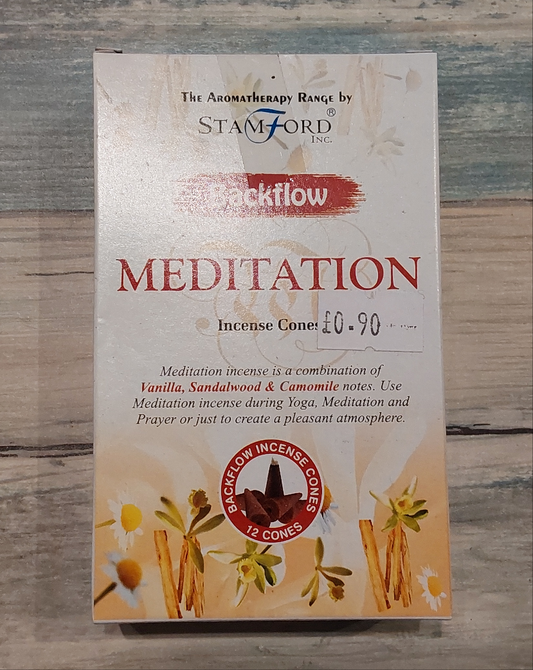 The Aromatherapy Range by
STAMFORD®
INC.
Backflow
MEDITATION
Incense Cones
£0.90
Meditation incense is a combination of
Vanilla, Sandalwood & Camomile notes. Use
Meditation incense during Yoga, Meditation and
Prayer or just to create a pleasant atmosphere.
BACKFLOW INCENSE CONES
12 CONES